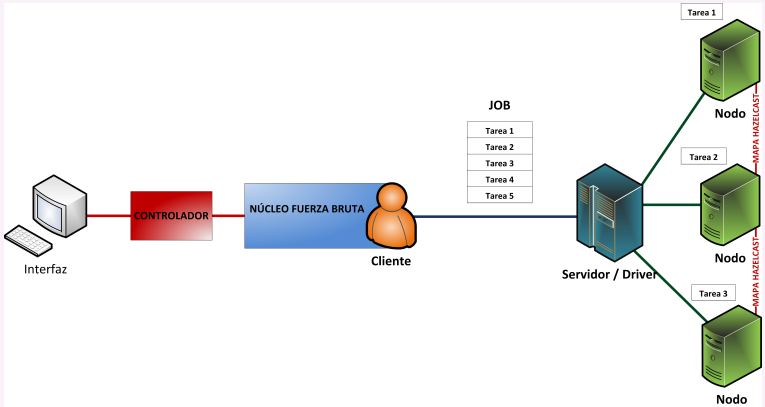 Interfaz
CONTROLADOR
NÚCLEO FUERZA BRUTA
Cliente
JOB
Tarea 1
Tarea 2
Tarea 3
Tarea 4
Tarea 5
Servidor / Driver
Tarea 1
Nodo
MAPA HAZELCAST
Tarea 2
Nodo
MAPA HAZELCAST
Tarea 3
Nodo